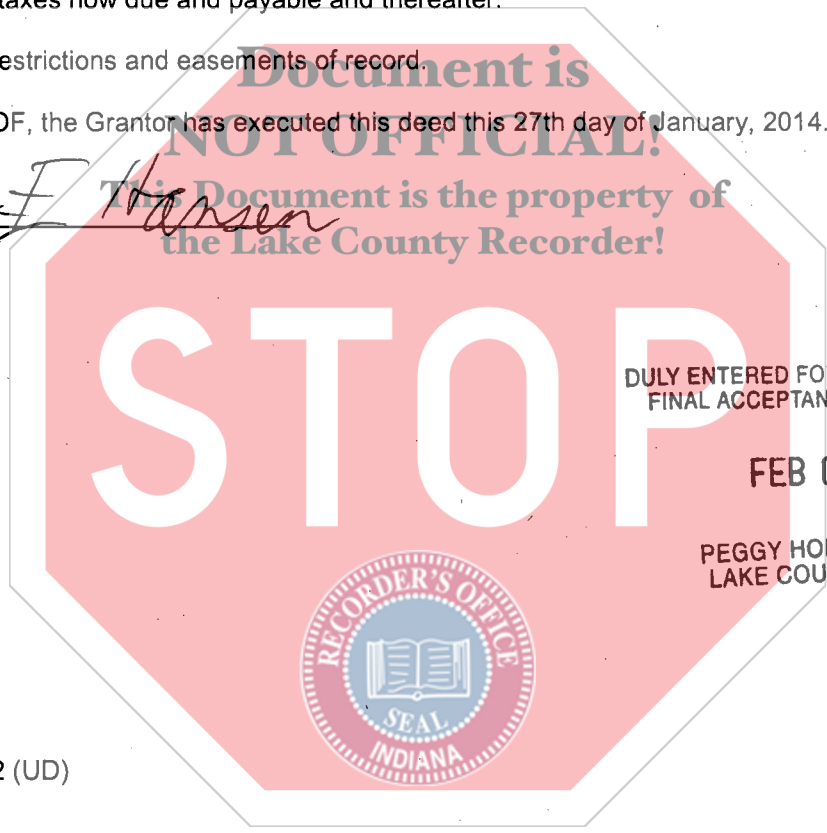 taxes now due and payable and thereafter.
estrictions and easements of record.
Document is
OF, the Grantor has executed this deed this 27th day of January, 2014.
NOT OFFICIAL!
E Hansen
This Document is the property of
the Lake County Recorder!
STOP
DULY ENTERED FO
FINAL ACCEPTAN
FEB
PEGGY HO
LAKE COU
RECORDER'S OFFICE
SEAL
INDIANA
2 (UD)